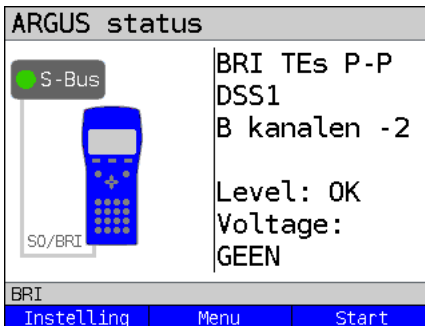 ARGUS status
S-Bus
BRI TEs P-P
DSS1
B kanalen -2
Level: OK
Voltage:
GEEN
S0/BRI
BRI
Instelling Menu Start